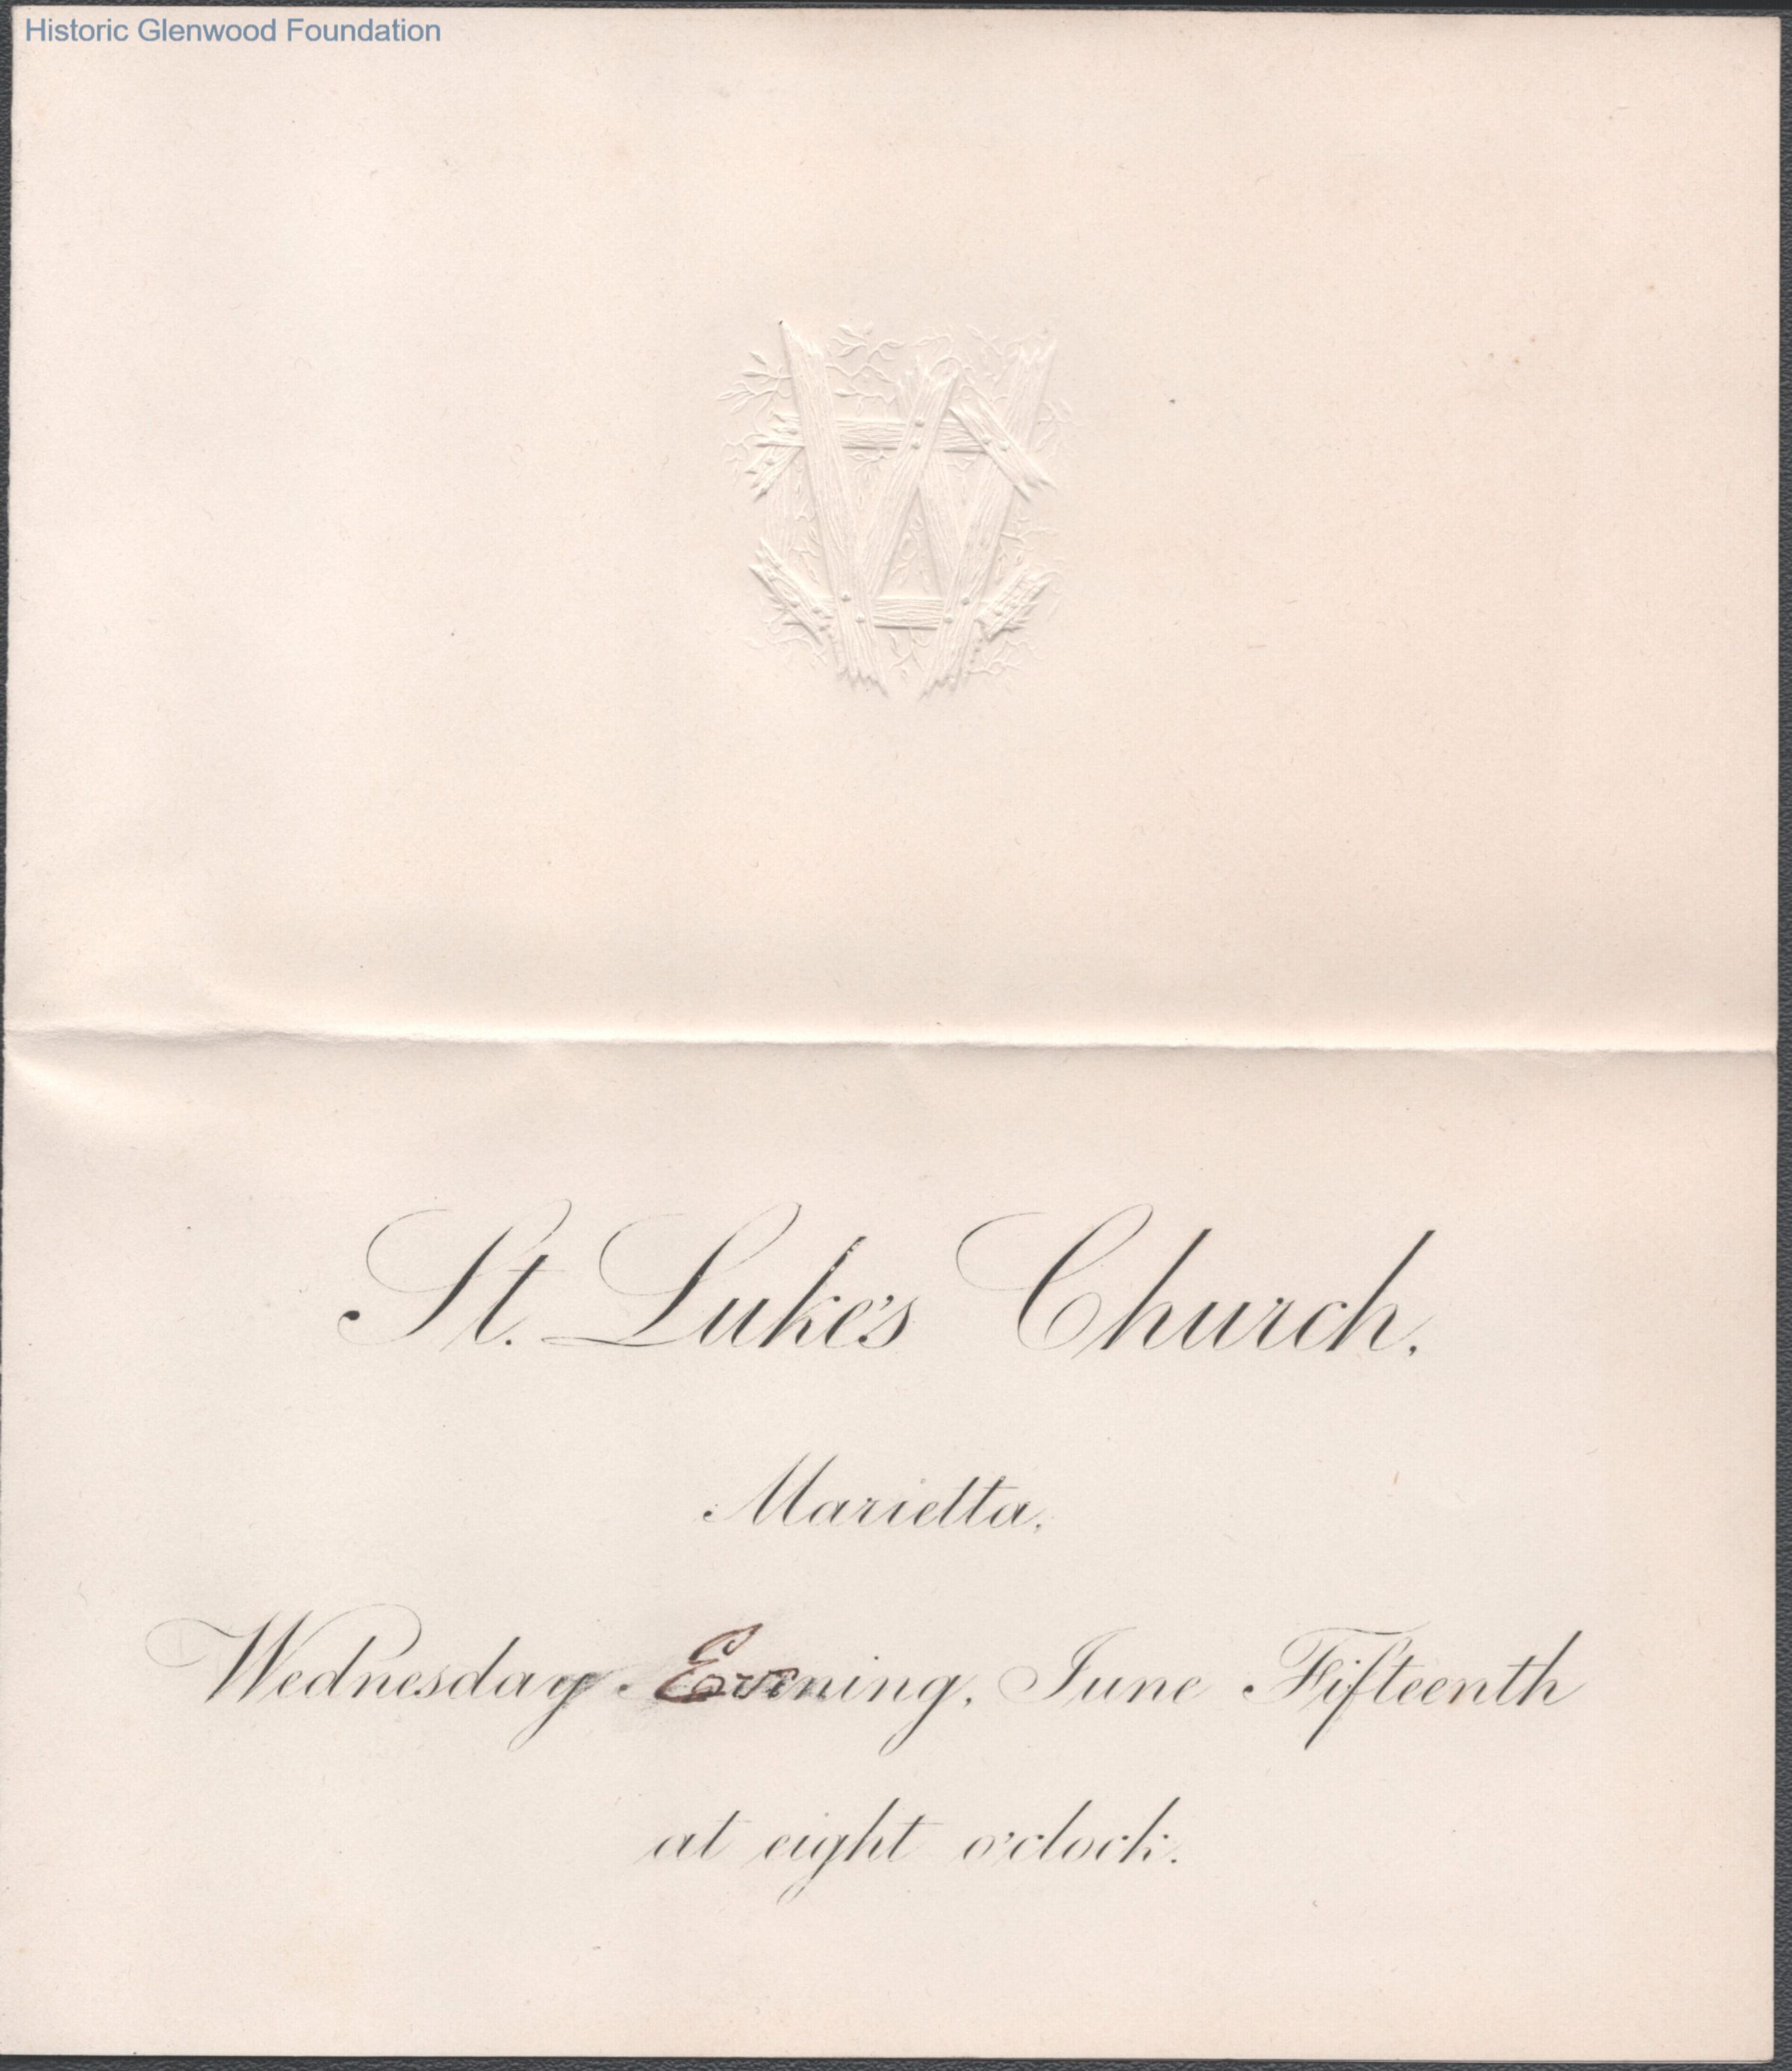 Historic Glenwood Foundation
St. Luke's Church,
Marietta,
Wednesday Evening, June Fifteenth
at eight o'clock.